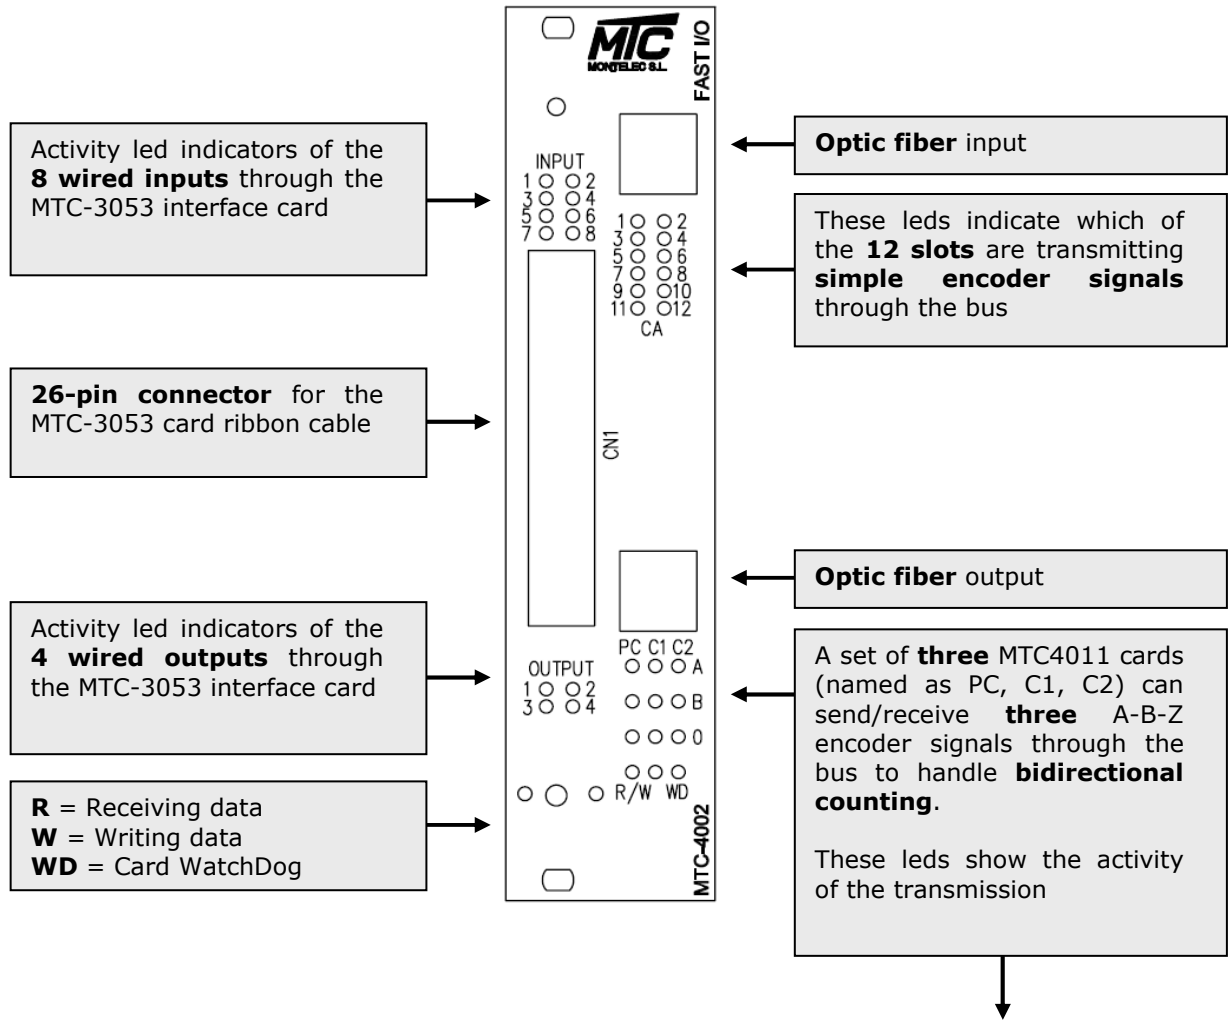 Activity led indicators of the
8 wired inputs through the
MTC-3053 interface card
26-pin connector for the
MTC-3053 card ribbon cable
Activity led indicators of the
4 wired outputs through
the MTC-3053 interface card
R = Receiving data
W = Writing data
WD = Card WatchDog
MTC
MONTELEC S.L.
FAST I/O
INPUT
1 2
3 4
5 6
7 8
1 2
3 4
5 6
7 8
9 10
11 12
CA
CN1
PC C1 C2
A
B
0
R/W WD
OUTPUT
1 2
3 4
MTC-4002
Optic fiber input
These leds indicate which of
the 12 slots are transmitting
simple encoder signals
through the bus
Optic fiber output
A set of three MTC4011 cards
(named as PC, C1, C2) can
send/receive three A-B-Z
encoder signals through the
bus to handle bidirectional
counting.
These leds show the activity
of the transmission